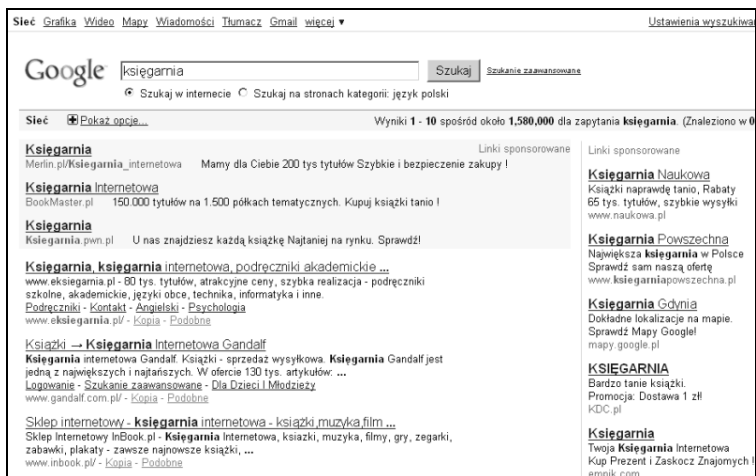 Sieć Grafika Wideo Mapy Wiadomości Tłumacz Gmail więcej ▼
Ustawienia wyszukiwa
Google
księgarnia
Szukaj
Szukanie zaawansowane
Szukaj w internecie
Szukaj na stronach kategorii: język polski
Sieć
Pokaż opcje...
Wyniki 1 - 10 spośród około 1,580,000 dla zapytania księgarnia. (Znaleziono w 0
Księgarnia
Linki sponsorowane
Merlin.pl/Księgarnia_internetowa Mamy dla Ciebie 200 tys tytułów Szybkie i bezpieczenie zakupy !
Księgarnia Internetowa
BookMaster.pl 150.000 tytułów na 1.500 półkach tematycznych. Kupuj książki tanio !
Księgarnia
Ksiegarnia.pwn.pl U nas znajdziesz każdą książkę Najtaniej na rynku. Sprawdź!
Księgarnia, księgarnia internetowa, podręczniki akademickie ...
www.eksiegarnia.pl - 80 tys. tytułów, atrakcyjne ceny, szybka realizacja - podręczniki
szkolne, akademickie, języki obce, technika, informatyka i inne.
Podręczniki - Kontakt - Angielski - Psychologia
www.eksiegarnia.pl/ - Kopia - Podobne
Książki → Księgarnia Internetowa Gandalf
Księgarnia internetowa Gandalf. Książki - sprzedaż wysyłkowa. Księgarnia Gandalf jest
jedną z największych i najtańszych. W ofercie 130 tys. artykułów: ...
Logowanie - Szukanie zaawansowane - Dla Dzieci I Młodzieży
www.gandalf.com.pl/ - Kopia - Podobne
Sklep internetowy - księgarnia internetowa - książki,muzyka,film ...
Sklep Internetowy InBook.pl - Księgarnia Internetowa, ksiazki, muzyka, filmy, gry, zegarki,
zabawki, plakaty - zawsze najnowsze książki, ...
www.inbook.pl/ - Kopia - Podobne
Linki sponsorowane
Księgarnia Naukowa
Książki naprawdę tanio, Rabaty
65 tys. tytułów, szybkie wysyłki
www.naukowa.pl
Księgarnia Powszechna
Największa księgarnia w Polsce
Sprawdź sam naszą ofertę
www.ksiegarniapowszechna.pl
Księgarnia Gdynia
Dokładne lokalizacje na mapie.
Sprawdź Mapy Google!
mapy.google.pl
KSIĘGARNIA
Bardzo tanie książki.
Promocja: Dostawa 1 zł!
KDC.pl
Księgarnia
Twoja Księgarnia Internetowa
Kup Prezent i Zaskocz Znajomych !
empik.com